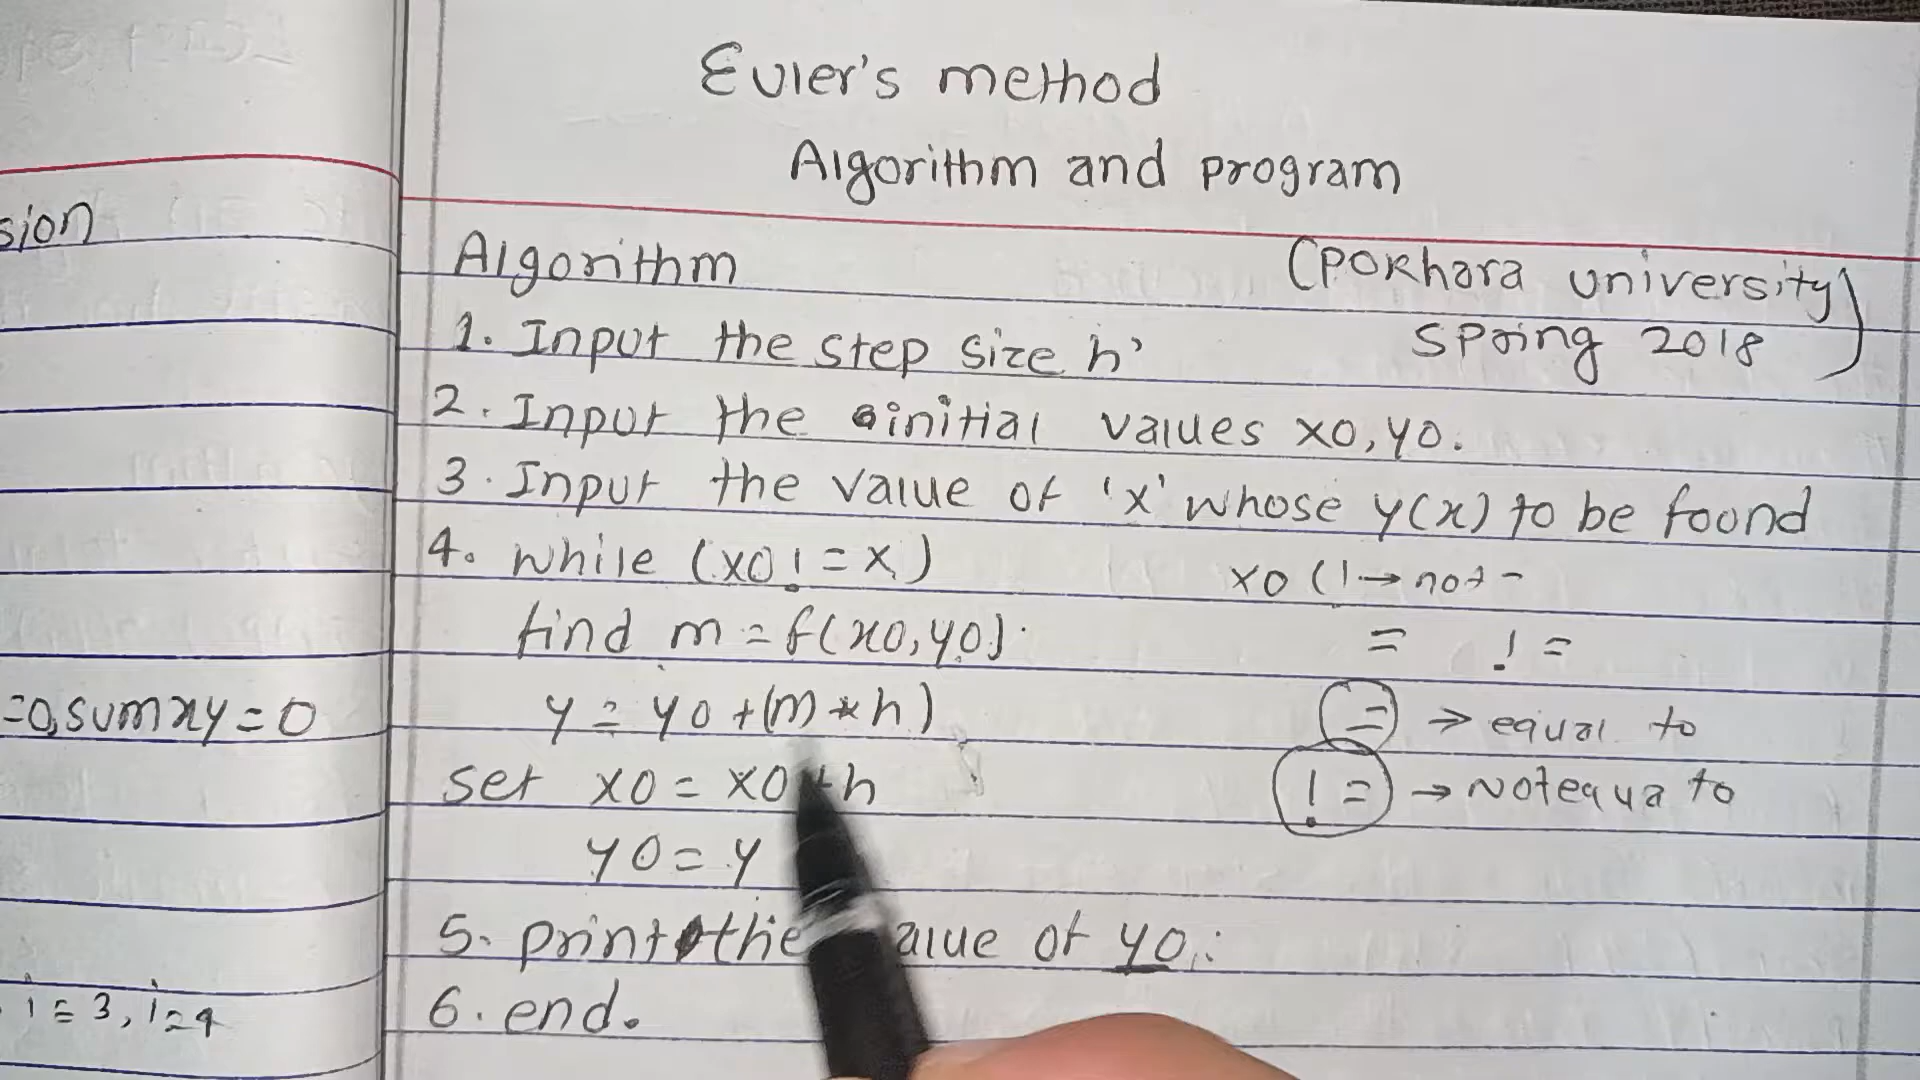 Euler's method
Algorithm and program
sion
Algorithm
(Pokhara university
spring 2018)
1. Input the step size h'
2. Input the initial values x0, y0.
3. Input the value of 'x' whose y(x) to be foond
4. while (x0 != x)
x0 (! → not -
find m = f(x0, y0).
= !=
=0, sumxy=0
y = y0 + (m * h)
= → equal to
set x0 = x0 + h
!= → Notequa to
y0 = y
5. print the alue of y0.:
i=3, i=4
6. end.